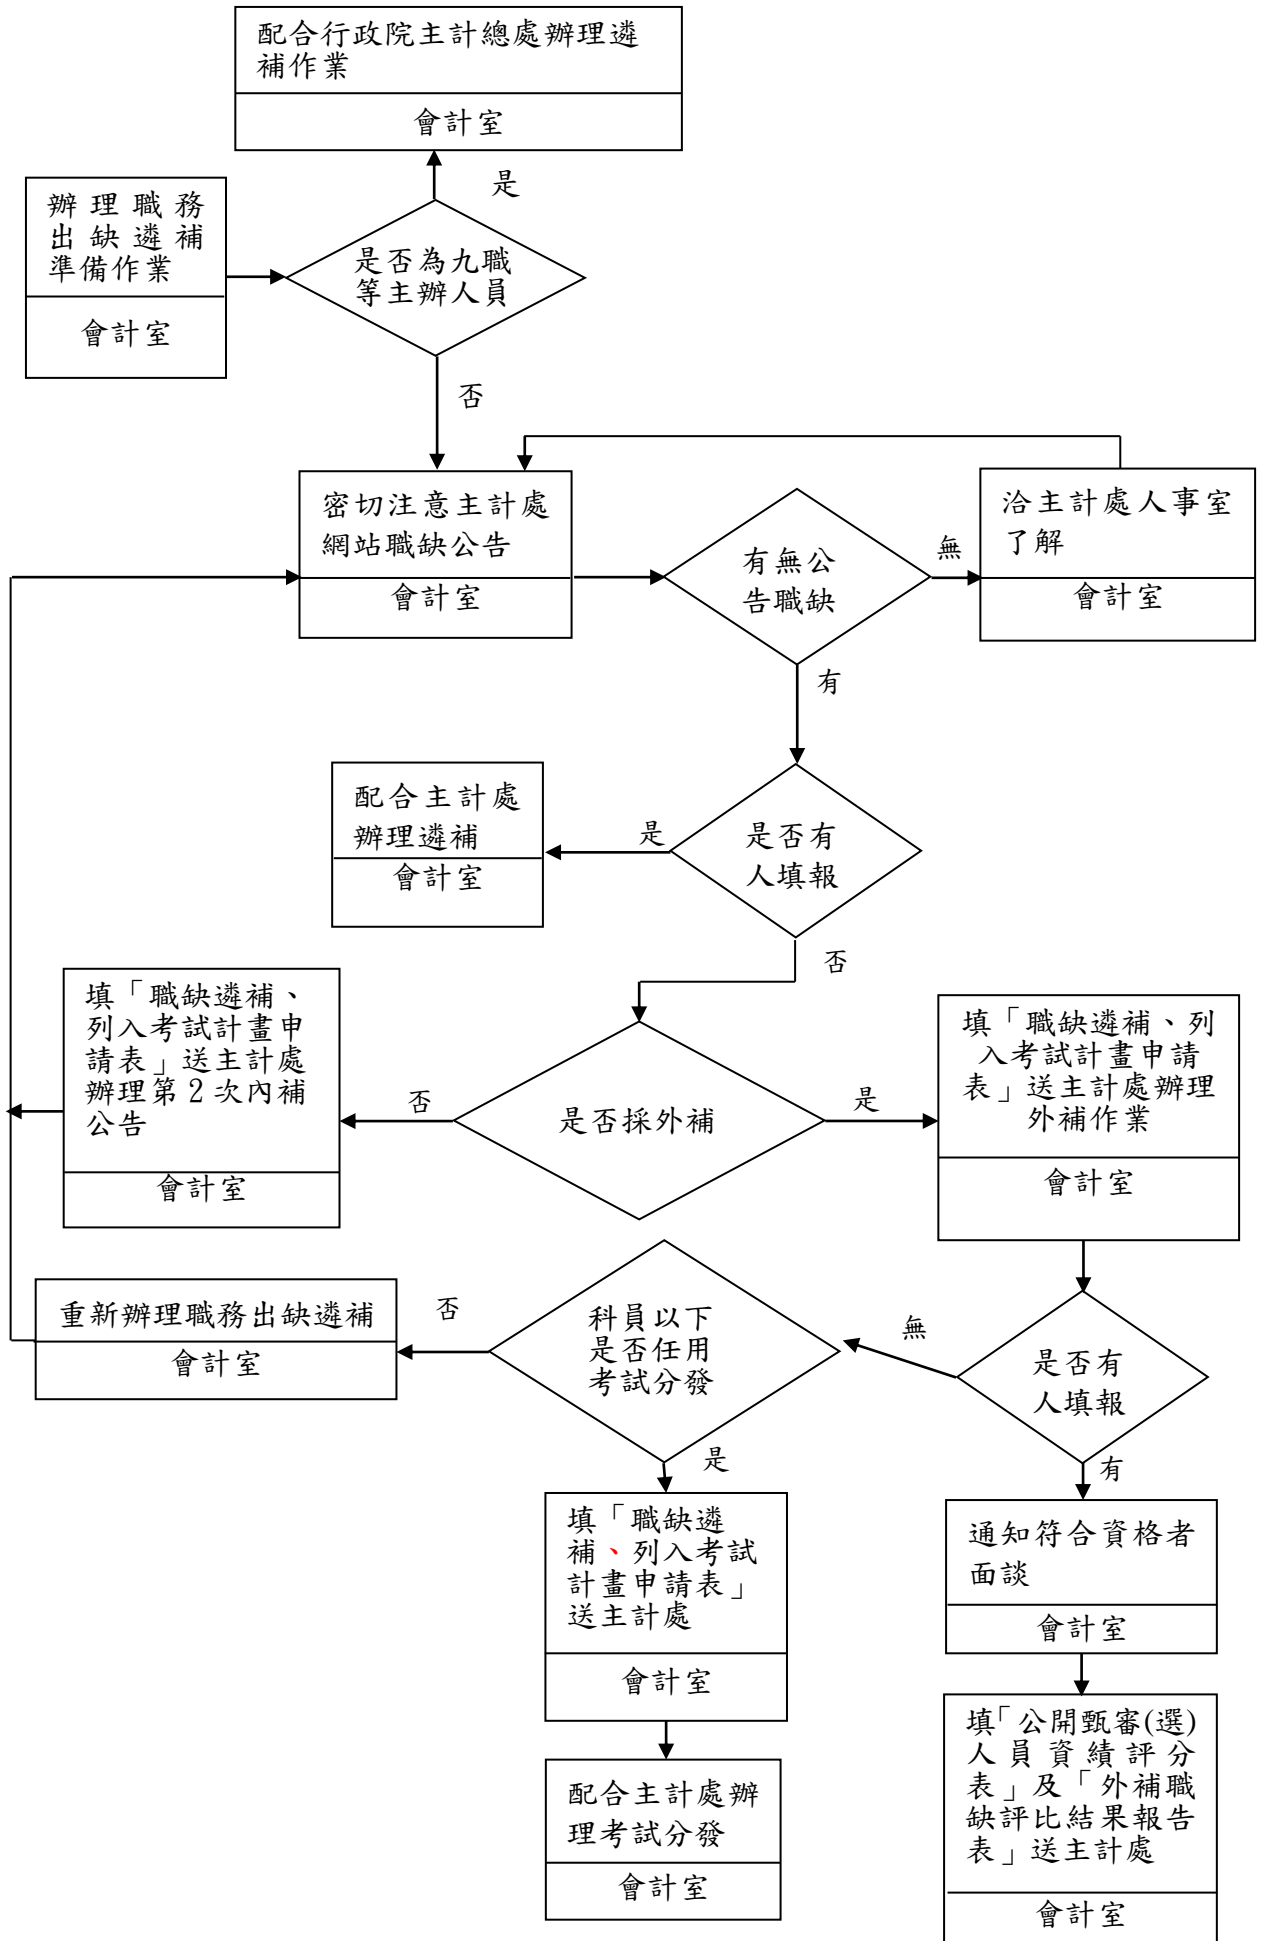 配合行政院主計總處辦理遴
補作業
會計室
是
辦理職務
出缺遴補
準備作業
會計室
是否為九職
等主辦人員
否
密切注意主計處
網站職缺公告
會計室
有無公
告職缺
無
洽主計處人事室
了解
會計室
有
配合主計處
辦理遴補
會計室
是
是否有
人填報
否
填「職缺遴補、
列入考試計畫申
請表」送主計處
辦理第2次內補
公告
會計室
否
是否採外補
是
填「職缺遴補、列
入考試計畫申請
表」送主計處辦理
外補作業
會計室
重新辦理職務出缺遴補
會計室
否
科員以下
是否任用
考試分發
無
是否有
人填報
是
有
填「職缺遴
補、列入考試
計畫申請表」
送主計處
會計室
通知符合資格者
面談
會計室
配合主計處辦
理考試分發
會計室
填「公開甄審(選)
人員資績評分
表」及「外補職
缺評比結果報告
表」送主計處
會計室